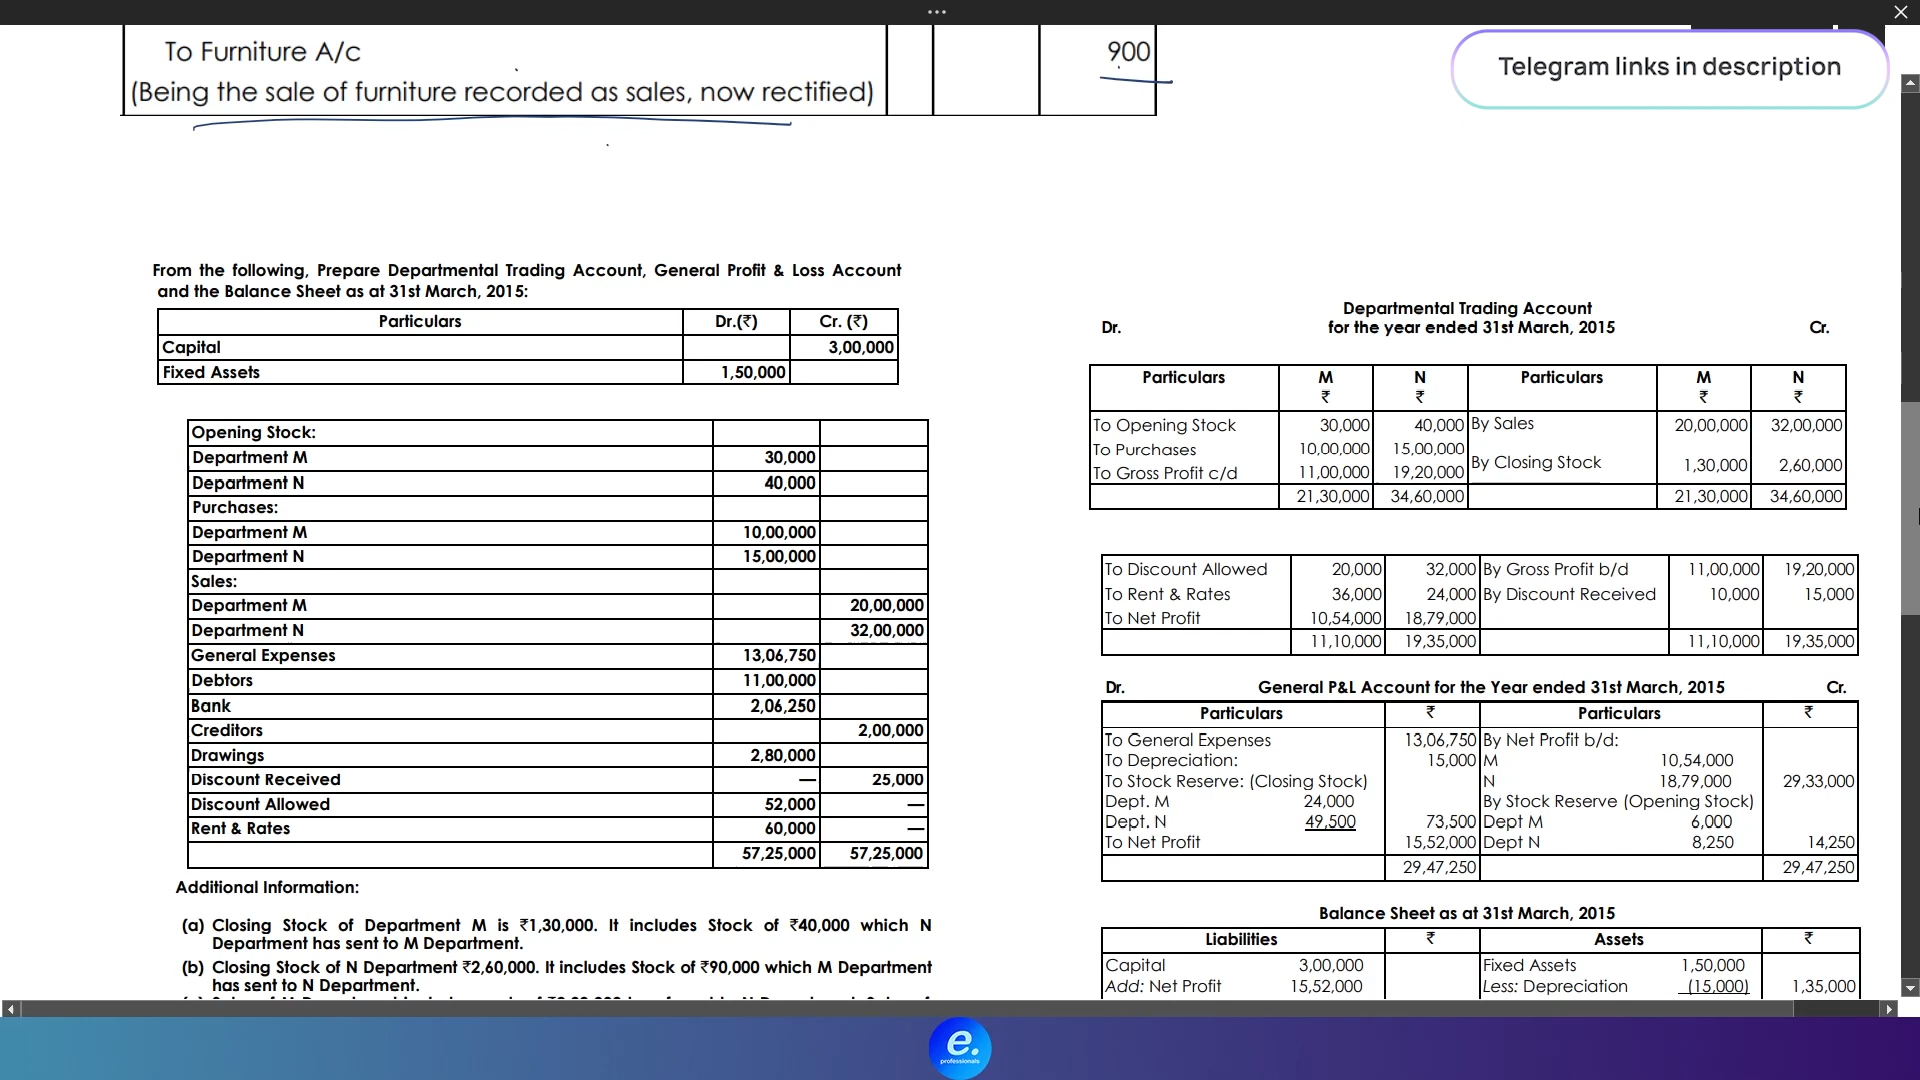 Telegram links in description
To Furniture A/c 900
(Being the sale of furniture recorded as sales, now rectified)
From the following, Prepare Departmental Trading Account, General Profit & Loss Account
and the Balance Sheet as at 31st March, 2015:
Particulars Dr.(₹) Cr. (₹)
Capital 3,00,000
Fixed Assets 1,50,000
Opening Stock:
Department M 30,000
Department N 40,000
Purchases:
Department M 10,00,000
Department N 15,00,000
Sales:
Department M 20,00,000
Department N 32,00,000
General Expenses 13,06,750
Debtors 11,00,000
Bank 2,06,250
Creditors 2,00,000
Drawings 2,80,000
Discount Received — 25,000
Discount Allowed 52,000 —
Rent & Rates 60,000 —
57,25,000 57,25,000
Additional Information:
(a) Closing Stock of Department M is ₹1,30,000. It includes Stock of ₹40,000 which N
Department has sent to M Department.
(b) Closing Stock of N Department ₹2,60,000. It includes Stock of ₹90,000 which M Department
has sent to N Department.
Departmental Trading Account
Dr. for the year ended 31st March, 2015 Cr.
Particulars M N Particulars M N
₹ ₹ ₹ ₹
To Opening Stock 30,000 40,000 By Sales 20,00,000 32,00,000
To Purchases 10,00,000 15,00,000
By Closing Stock 1,30,000 2,60,000
To Gross Profit c/d 11,00,000 19,20,000
21,30,000 34,60,000 21,30,000 34,60,000
To Discount Allowed 20,000 32,000 By Gross Profit b/d 11,00,000 19,20,000
To Rent & Rates 36,000 24,000 By Discount Received 10,000 15,000
To Net Profit 10,54,000 18,79,000
11,10,000 19,35,000 11,10,000 19,35,000
Dr. General P&L Account for the Year ended 31st March, 2015 Cr.
Particulars ₹ Particulars ₹
To General Expenses 13,06,750 By Net Profit b/d:
To Depreciation: 15,000 M 10,54,000
To Stock Reserve: (Closing Stock) N 18,79,000 29,33,000
Dept. M 24,000 By Stock Reserve (Opening Stock)
Dept. N 49,500 73,500 Dept M 6,000
To Net Profit 15,52,000 Dept N 8,250 14,250
29,47,250 29,47,250
Balance Sheet as at 31st March, 2015
Liabilities ₹ Assets ₹
Capital 3,00,000 Fixed Assets 1,50,000
Add: Net Profit 15,52,000 Less: Depreciation (15,000) 1,35,000
e.
professionals